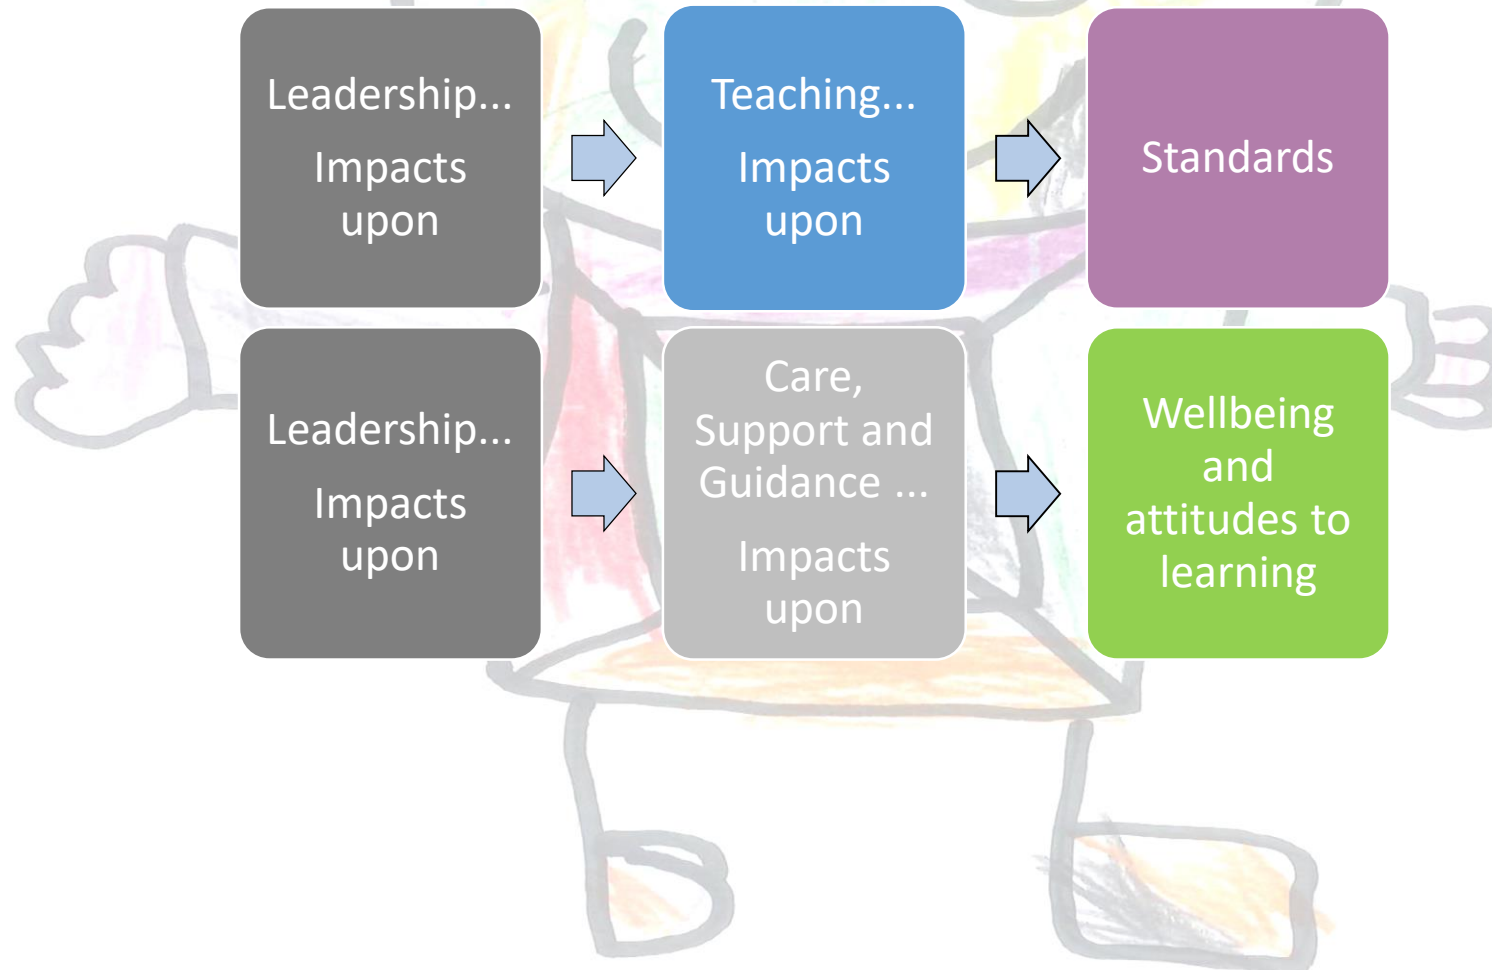 Leadership...
Impacts
upon
Teaching...
Impacts
upon
Standards
Leadership...
Impacts
upon
Care,
Support and
Guidance ...
Impacts
upon
Wellbeing
and
attitudes to
learning